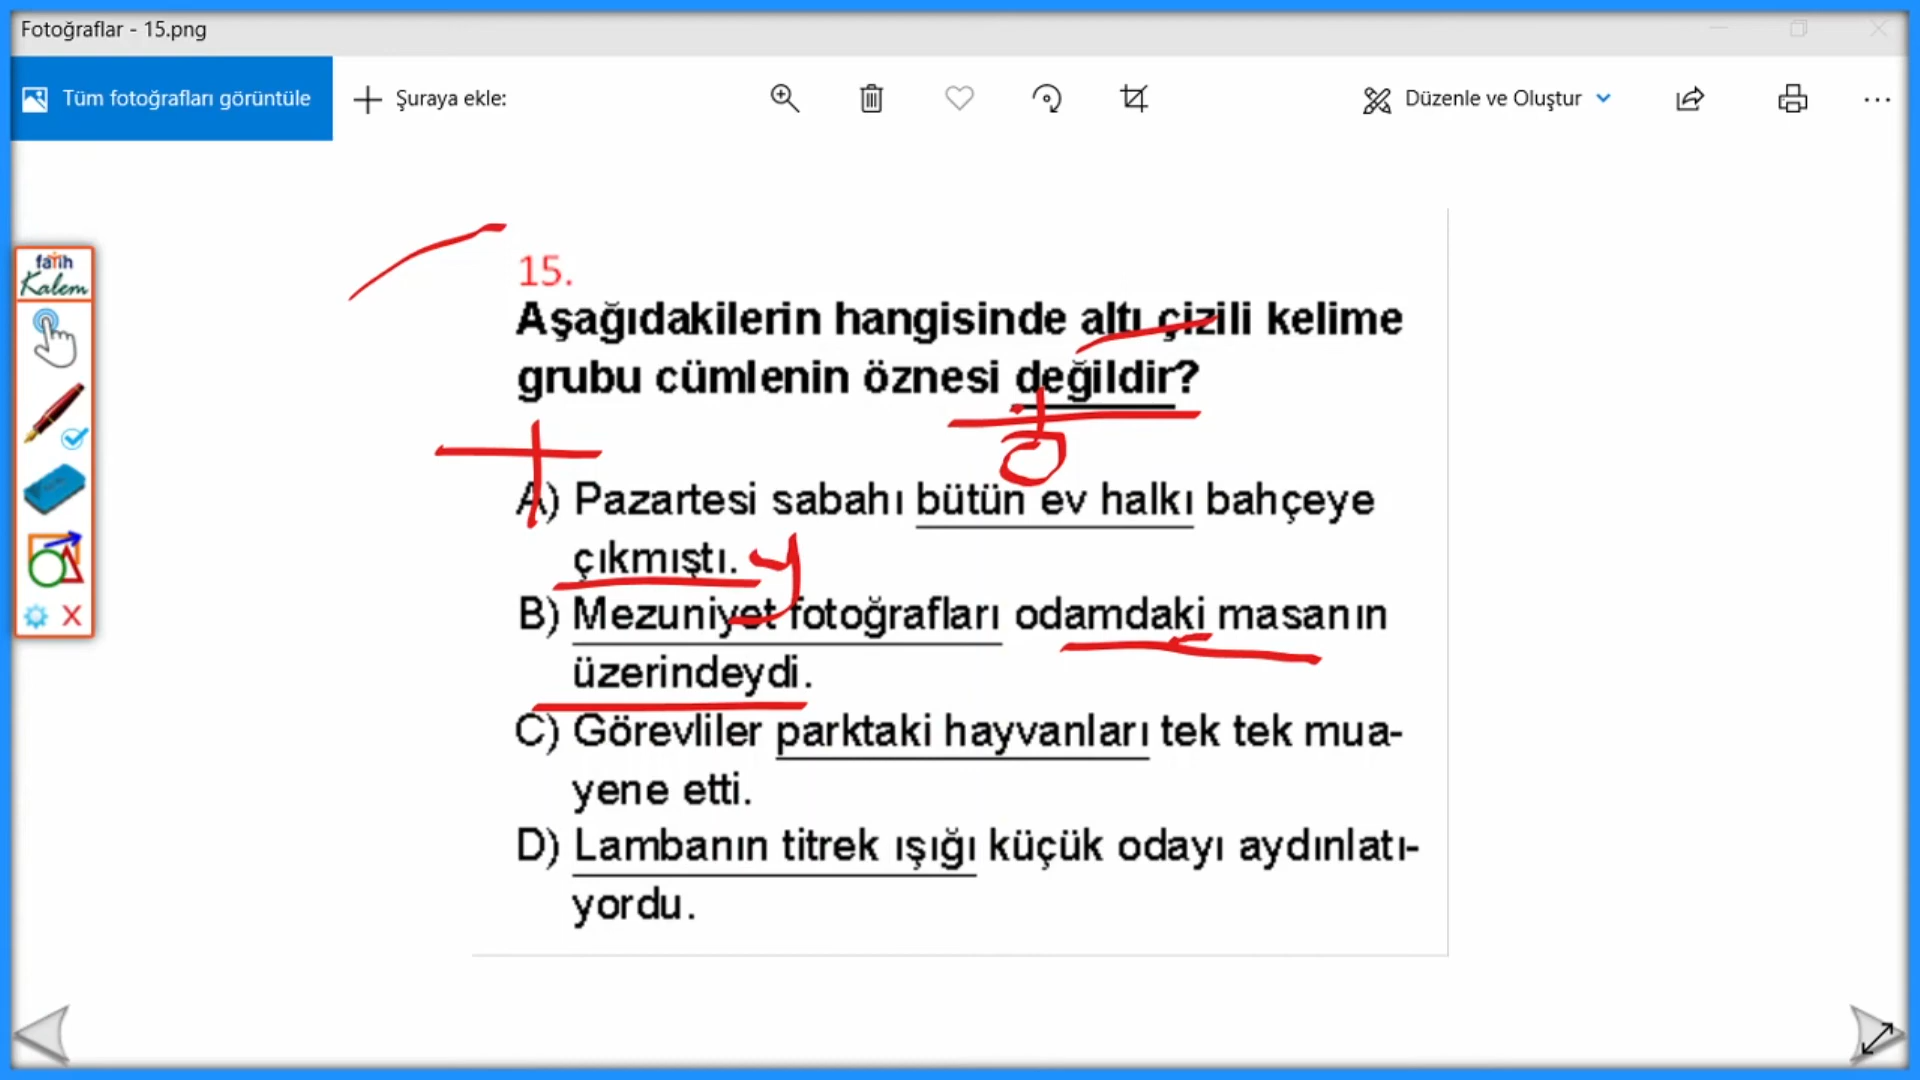 Fotoğraflar - 15.png
Tüm fotoğrafları görüntüle
Şuraya ekle:
Düzenle ve Oluştur
fatih
Kalem
15.
Aşağıdakilerin hangisinde altı çizili kelime
grubu cümlenin öznesi değildir?
ö
A) Pazartesi sabahı bütün ev halkı bahçeye
çıkmıştı. y
B) Mezuniyet fotoğrafları odamdaki masanın
üzerindeydi.
C) Görevliler parktaki hayvanları tek tek mua-
yene etti.
D) Lambanın titrek ışığı küçük odayı aydınlatı-
yordu.